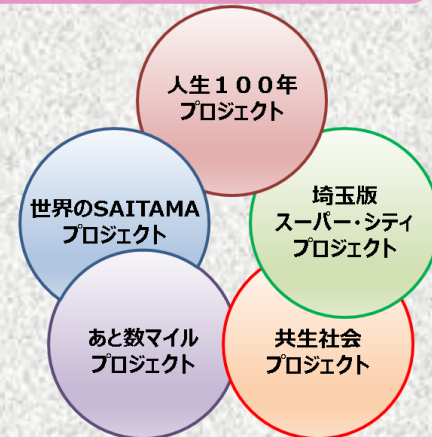 人生１００年
プロジェクト
世界のSAITAMA
プロジェクト
埼玉版
スーパー・シティ
プロジェクト
あと数マイル
プロジェクト
共生社会
プロジェクト